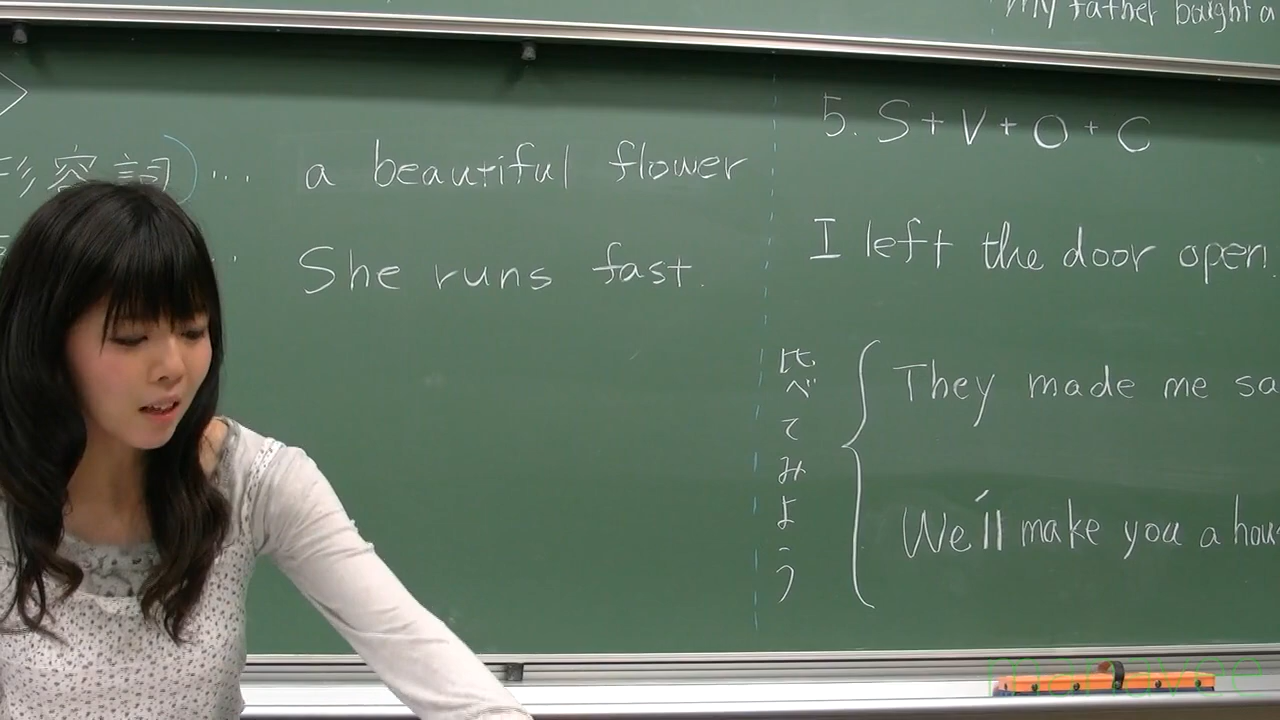 My father bought a
形容詞)... a beautiful flower
She runs fast.
5. S + V + O + C
I left the door open.
比べてみよう
They made me sa
We'll make you a hou
manavee